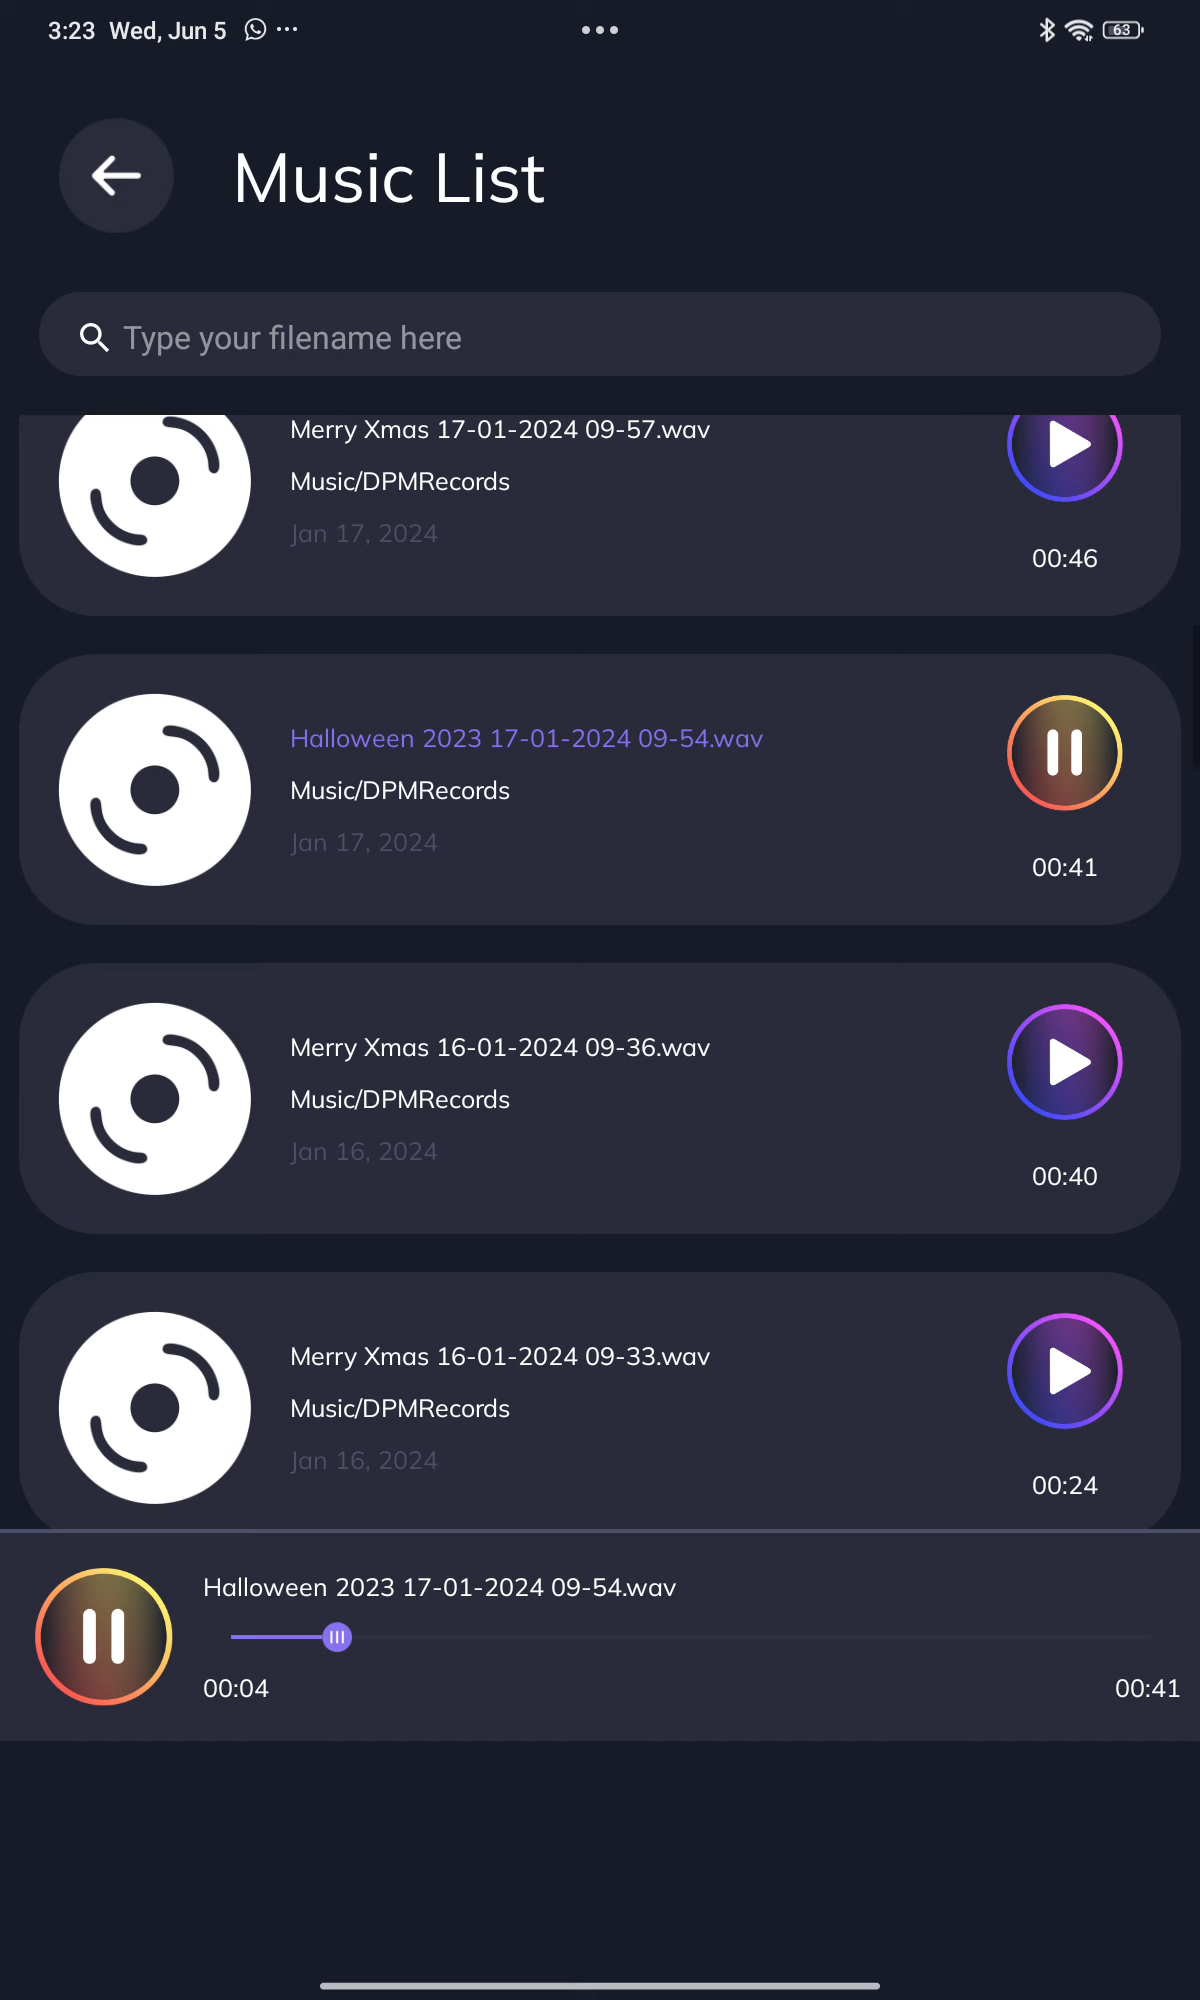 3:23 Wed, Jun 5
63
Music List
Type your filename here
Merry Xmas 17-01-2024 09-57.wav
Music/DPMRecords
Jan 17, 2024
00:46
Halloween 2023 17-01-2024 09-54.wav
Music/DPMRecords
Jan 17, 2024
00:41
Merry Xmas 16-01-2024 09-36.wav
Music/DPMRecords
Jan 16, 2024
00:40
Merry Xmas 16-01-2024 09-33.wav
Music/DPMRecords
Jan 16, 2024
00:24
Halloween 2023 17-01-2024 09-54.wav
00:04
00:41